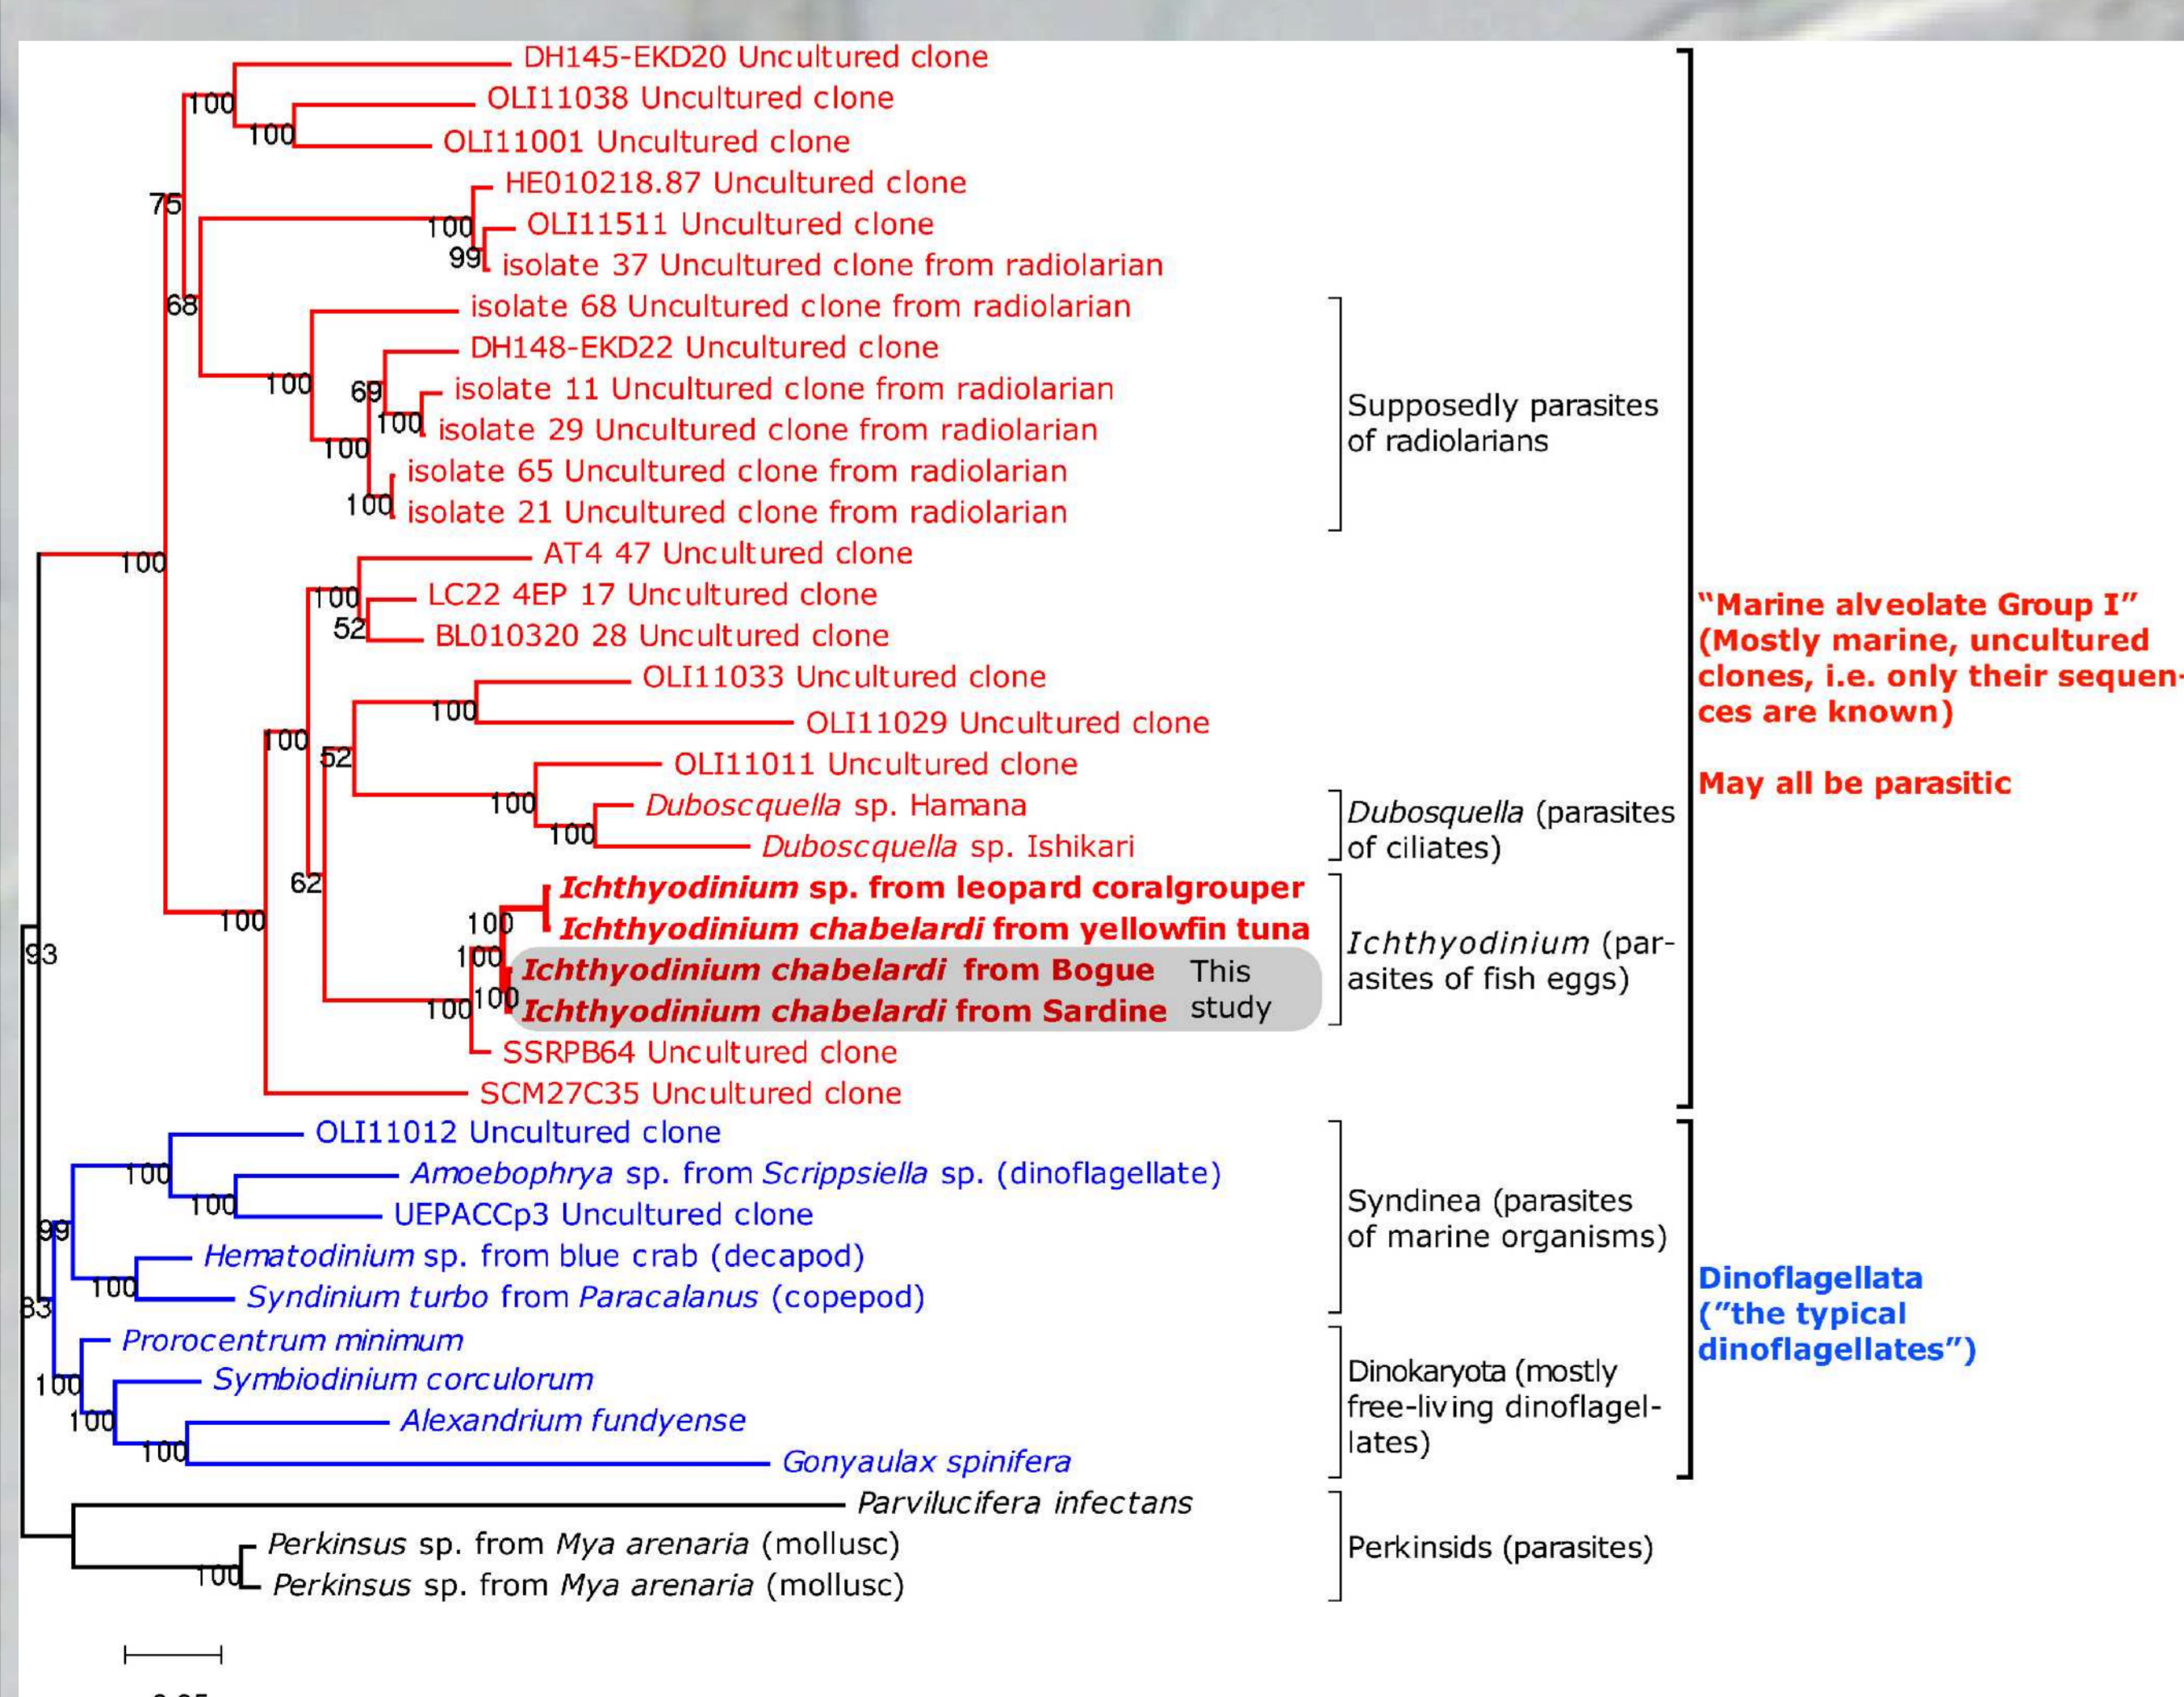 DH145-EKD20 Uncultured clone
100
OLI11038 Uncultured clone
100
OLI11001 Uncultured clone
75
HE010218.87 Uncultured clone
100
OLI11511 Uncultured clone
99
isolate 37 Uncultured clone from radiolarian
68
isolate 68 Uncultured clone from radiolarian
DH148-EKD22 Uncultured clone
100
69
isolate 11 Uncultured clone from radiolarian
100
isolate 29 Uncultured clone from radiolarian
100
isolate 65 Uncultured clone from radiolarian
100
isolate 21 Uncultured clone from radiolarian
Supposedly parasites
of radiolarians
100
AT4 47 Uncultured clone
100
LC22 4EP 17 Uncultured clone
52
BL010320 28 Uncultured clone
OLI11033 Uncultured clone
100
OLI11029 Uncultured clone
100
52
OLI11011 Uncultured clone
100
Duboscquella sp. Hamana
100
Duboscquella sp. Ishikari
Dubosquella (parasites
of ciliates)
62
Ichthyodinium sp. from leopard coralgrouper
100
100
Ichthyodinium chabelardi from yellowfin tuna
100
Ichthyodinium chabelardi from Bogue
100
100
Ichthyodinium chabelardi from Sardine
This
study
Ichthyodinium (par-
asites of fish eggs)
SSRPB64 Uncultured clone
SCM27C35 Uncultured clone
"Marine alveolate Group I"
(Mostly marine, uncultured
clones, i.e. only their sequen-
ces are known)
May all be parasitic
93
OLI11012 Uncultured clone
100
Amoebophrya sp. from Scrippsiella sp. (dinoflagellate)
100
UEPACCp3 Uncultured clone
99
Hematodinium sp. from blue crab (decapod)
100
Syndinium turbo from Paracalanus (copepod)
Syndinea (parasites
of marine organisms)
83
Prorocentrum minimum
100
Symbiodinium corculorum
100
Alexandrium fundyense
100
Gonyaulax spinifera
Dinokaryota (mostly
free-living dinoflagel-
lates)
Dinoflagellata
("the typical
dinoflagellates")
Parvilucifera infectans
Perkinsus sp. from Mya arenaria (mollusc)
100
Perkinsus sp. from Mya arenaria (mollusc)
Perkinsids (parasites)